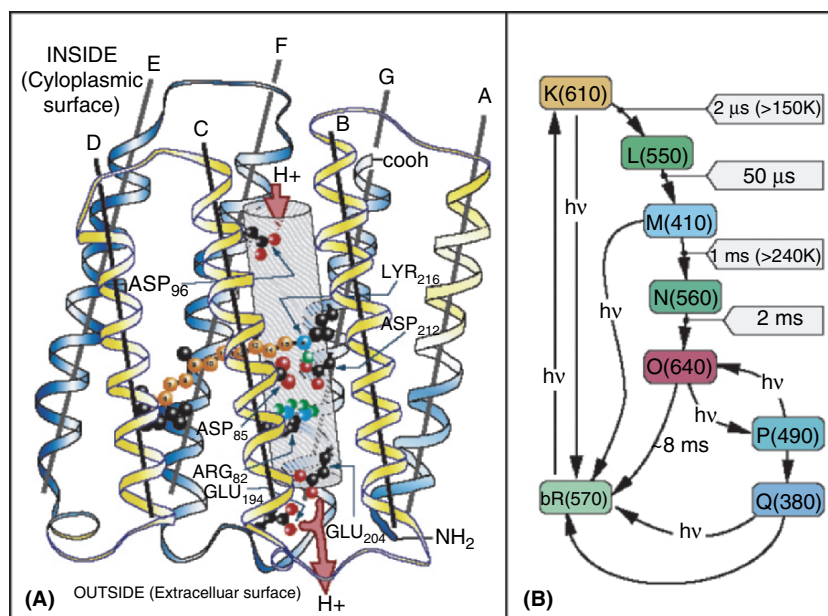 INSIDE
(Cyloplasmic
surface)
E
F
G
A
D
C
B
H+
cooh
ASP96
LYR216
ASP212
ASP85
ARG82
GLU194
GLU204
NH2
(A)
OUTSIDE (Extracelluar surface)
H+
K(610)
2 µs (>150K)
L(550)
50 µs
hν
M(410)
1 ms (>240K)
hν
N(560)
2 ms
O(640)
hν
hν
hν
P(490)
~8 ms
bR(570)
Q(380)
hν
(B)